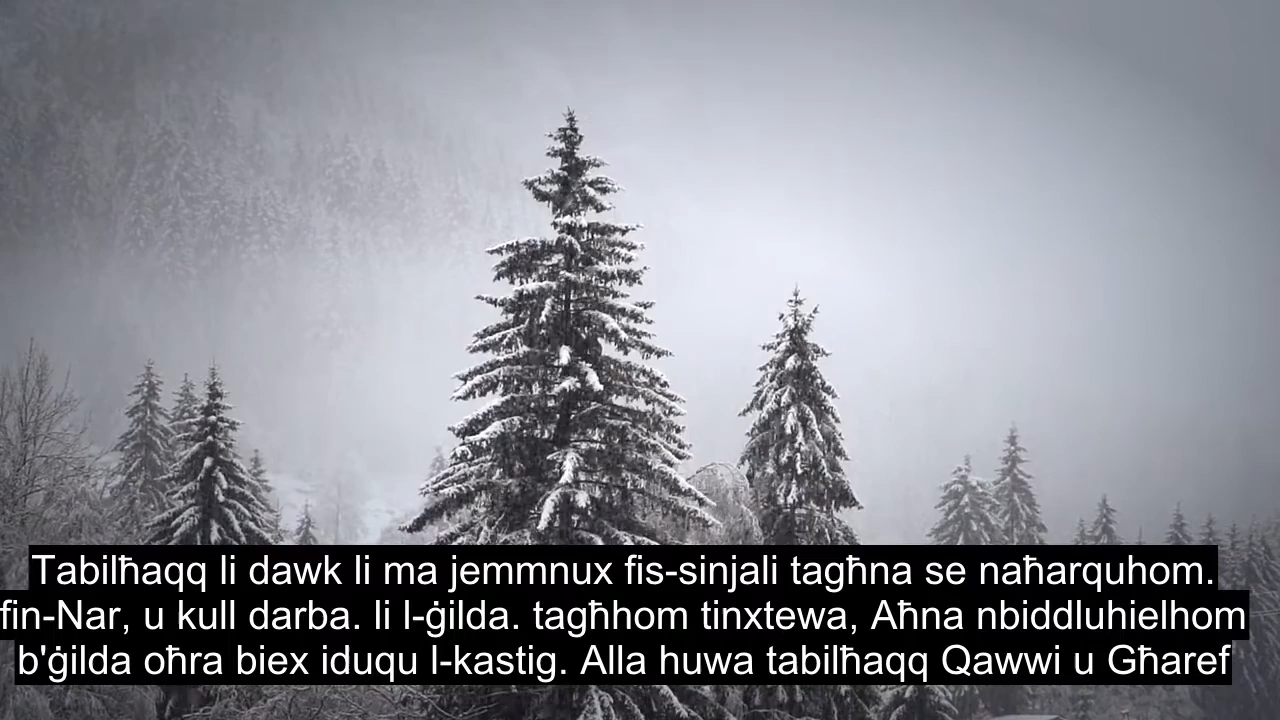 Tabilħaqq li dawk li ma jemmnux fis-sinjali tagħna se naħarquhom.
fin-Nar, u kull darba. li l-ġilda. tagħhom tinxtewa, Aħna nbiddluhielhom
b'ġilda oħra biex iduqu l-kastig. Alla huwa tabilħaqq Qawwi u Għaref